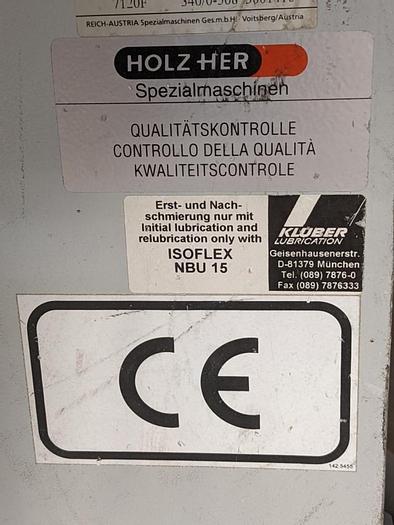 REICH-AUSTRIA Spezialmaschinen Ges.m.b.H. Voitsberg/Austria
HOLZ HER
Spezialmaschinen
QUALITÄTSKONTROLLE
CONTROLLO DELLA QUALITÀ
KWALITEITSCONTROLE
Erst- und Nach-
schmierung nur mit
Initial lubrication and
relubrication only with
ISOFLEX
NBU 15
KLÜBER
LUBRICATION
Geisenhausenerstr.
D-81379 München
Tel. (089) 7876-0
Fax (089) 7876333
CE
142 5455